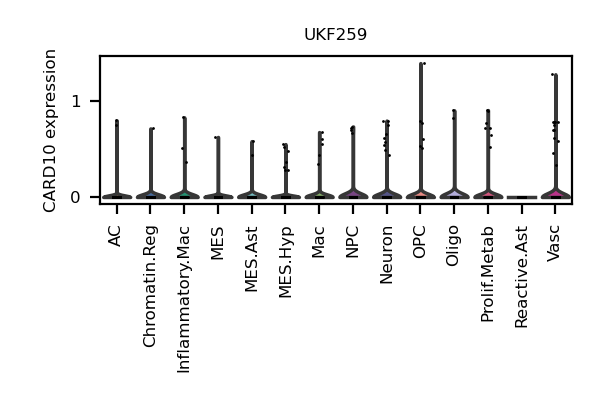 UKF259
CARD10 expression
1
0
AC
Chromatin.Reg
Inflammatory.Mac
MES
MES.Ast
MES.Hyp
Mac
NPC
Neuron
OPC
Oligo
Prolif.Metab
Reactive.Ast
Vasc